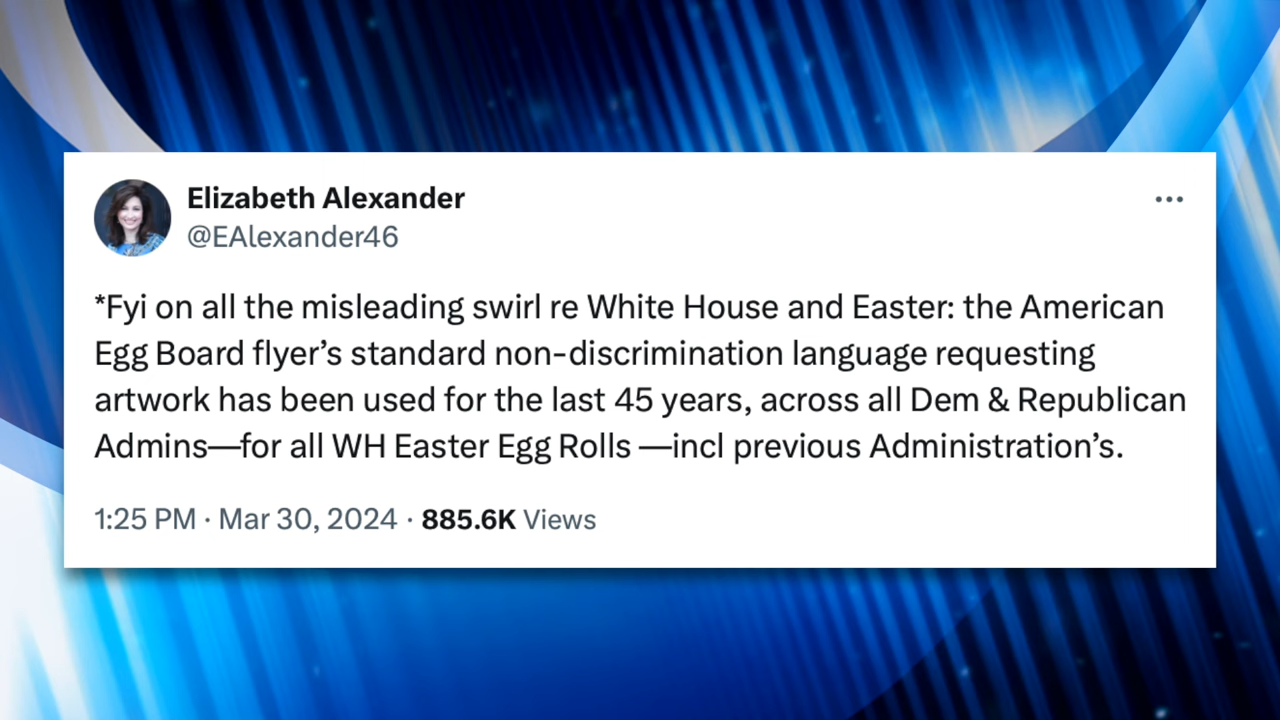 Elizabeth Alexander
@EAlexander46
*Fyi on all the misleading swirl re White House and Easter: the American
Egg Board flyer’s standard non-discrimination language requesting
artwork has been used for the last 45 years, across all Dem & Republican
Admins—for all WH Easter Egg Rolls —incl previous Administration’s.
1:25 PM · Mar 30, 2024 · 885.6K Views